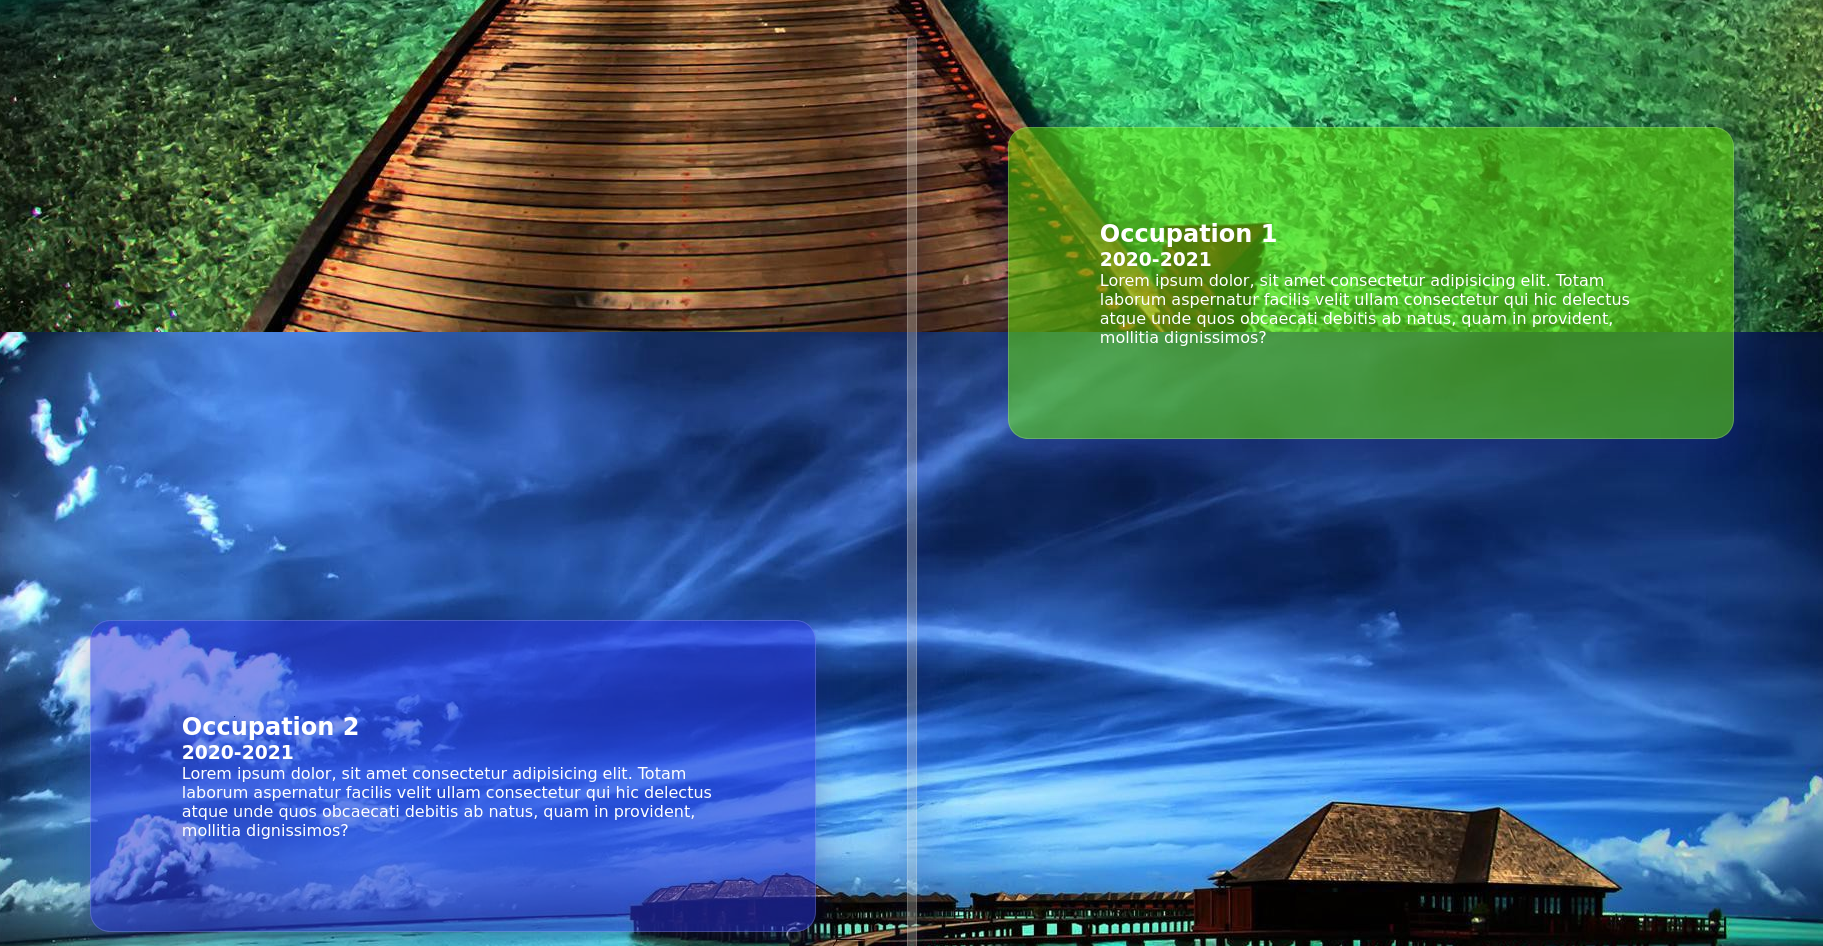 Occupation 1
2020-2021
Lorem ipsum dolor, sit amet consectetur adipisicing elit. Totam
laborum aspernatur facilis velit ullam consectetur qui hic delectus
atque unde quos obcaecati debitis ab natus, quam in provident,
mollitia dignissimos?
Occupation 2
2020-2021
Lorem ipsum dolor, sit amet consectetur adipisicing elit. Totam
laborum aspernatur facilis velit ullam consectetur qui hic delectus
atque unde quos obcaecati debitis ab natus, quam in provident,
mollitia dignissimos?